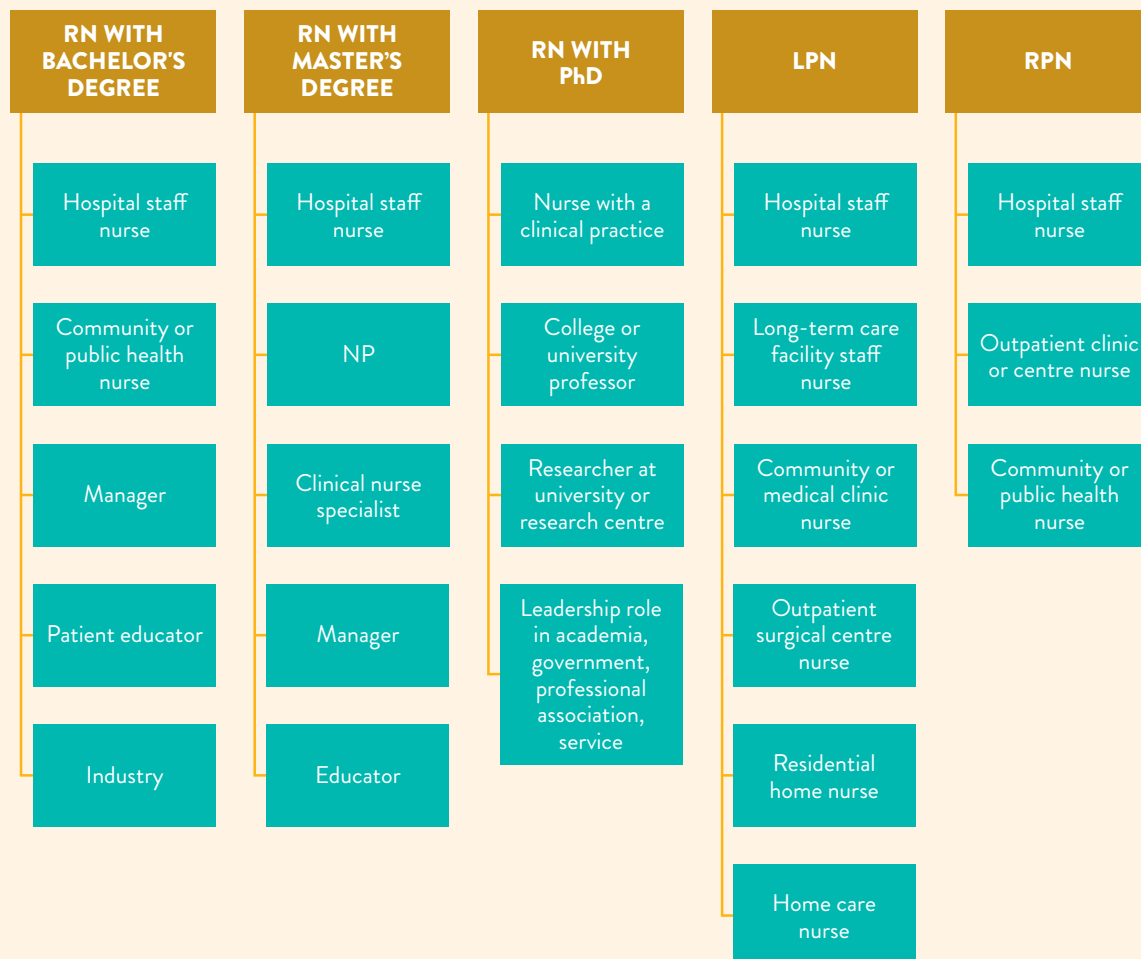 RN WITH
BACHELOR'S
DEGREE
Hospital staff
nurse
Community or
public health
nurse
Manager
Patient educator
Industry
RN WITH
MASTER’S
DEGREE
Hospital staff
nurse
NP
Clinical nurse
specialist
Manager
Educator
RN WITH
PhD
Nurse with a
clinical practice
College or
university
professor
Researcher at
university or
research centre
Leadership role
in academia,
government,
professional
association,
service
LPN
Hospital staff
nurse
Long-term care
facility staff
nurse
Community or
medical clinic
nurse
Outpatient
surgical centre
nurse
Residential
home nurse
Home care
nurse
RPN
Hospital staff
nurse
Outpatient clinic
or centre nurse
Community or
public health
nurse